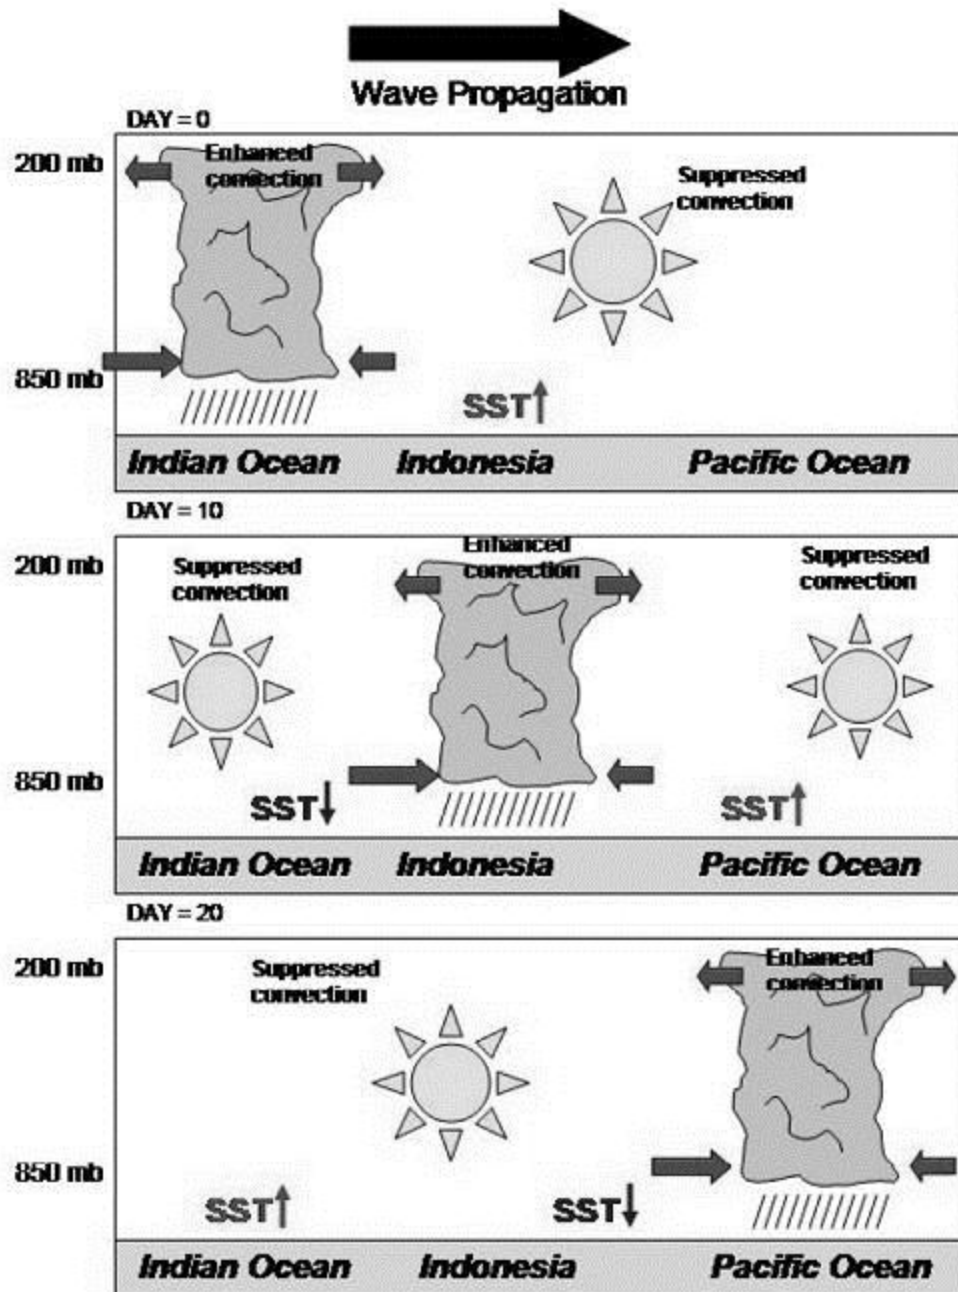 Wave Propagation
DAY = 0
200 mb
Enhanced
convection
Suppressed
convection
850 mb
SST
Indian Ocean Indonesia Pacific Ocean
DAY = 10
200 mb
Suppressed
convection
Enhanced
convection
Suppressed
convection
850 mb
SST
SST
Indian Ocean Indonesia Pacific Ocean
DAY = 20
200 mb
Suppressed
convection
Enhanced
convection
850 mb
SST
SST
Indian Ocean Indonesia Pacific Ocean